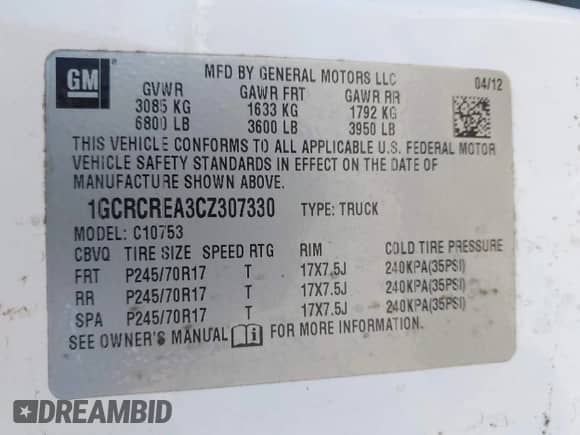 GM
MFD BY GENERAL MOTORS LLC
04/12
GVWR GAWR FRT GAWR RR
3085 KG 1633 KG 1792 KG
6800 LB 3600 LB 3950 LB
THIS VEHICLE CONFORMS TO ALL APPLICABLE U.S. FEDERAL MOTOR
VEHICLE SAFETY STANDARDS IN EFFECT ON THE DATE OF
MANUFACTURE SHOWN ABOVE.
1GCRCREA3CZ307330 TYPE: TRUCK
MODEL: C10753
CBVQ TIRE SIZE SPEED RTG RIM COLD TIRE PRESSURE
FRT P245/70R17 T 17X7.5J 240KPA(35PSI)
RR P245/70R17 T 17X7.5J 240KPA(35PSI)
SPA P245/70R17 T 17X7.5J 240KPA(35PSI)
SEE OWNER'S MANUAL FOR MORE INFORMATION.
DREAMBID